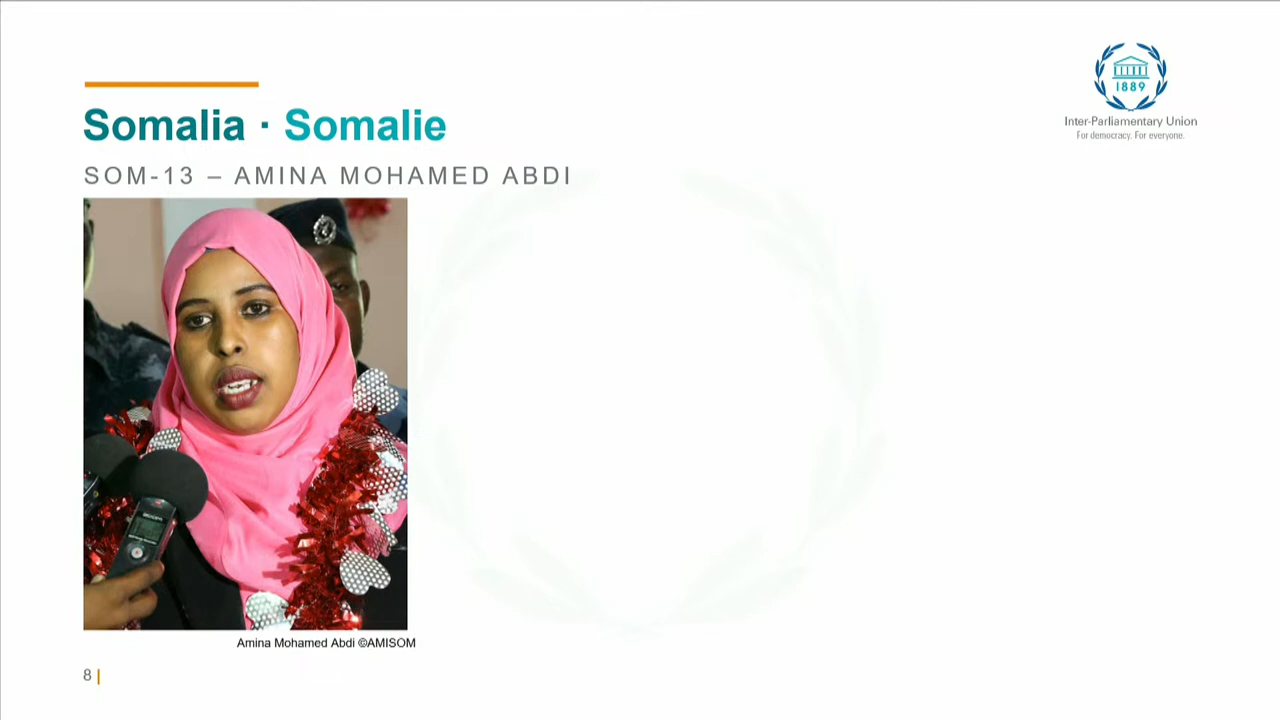 1889
Inter-Parliamentary Union
For democracy. For everyone.
Somalia · Somalie
SOM-13 – AMINA MOHAMED ABDI
Amina Mohamed Abdi ©AMISOM
8 |